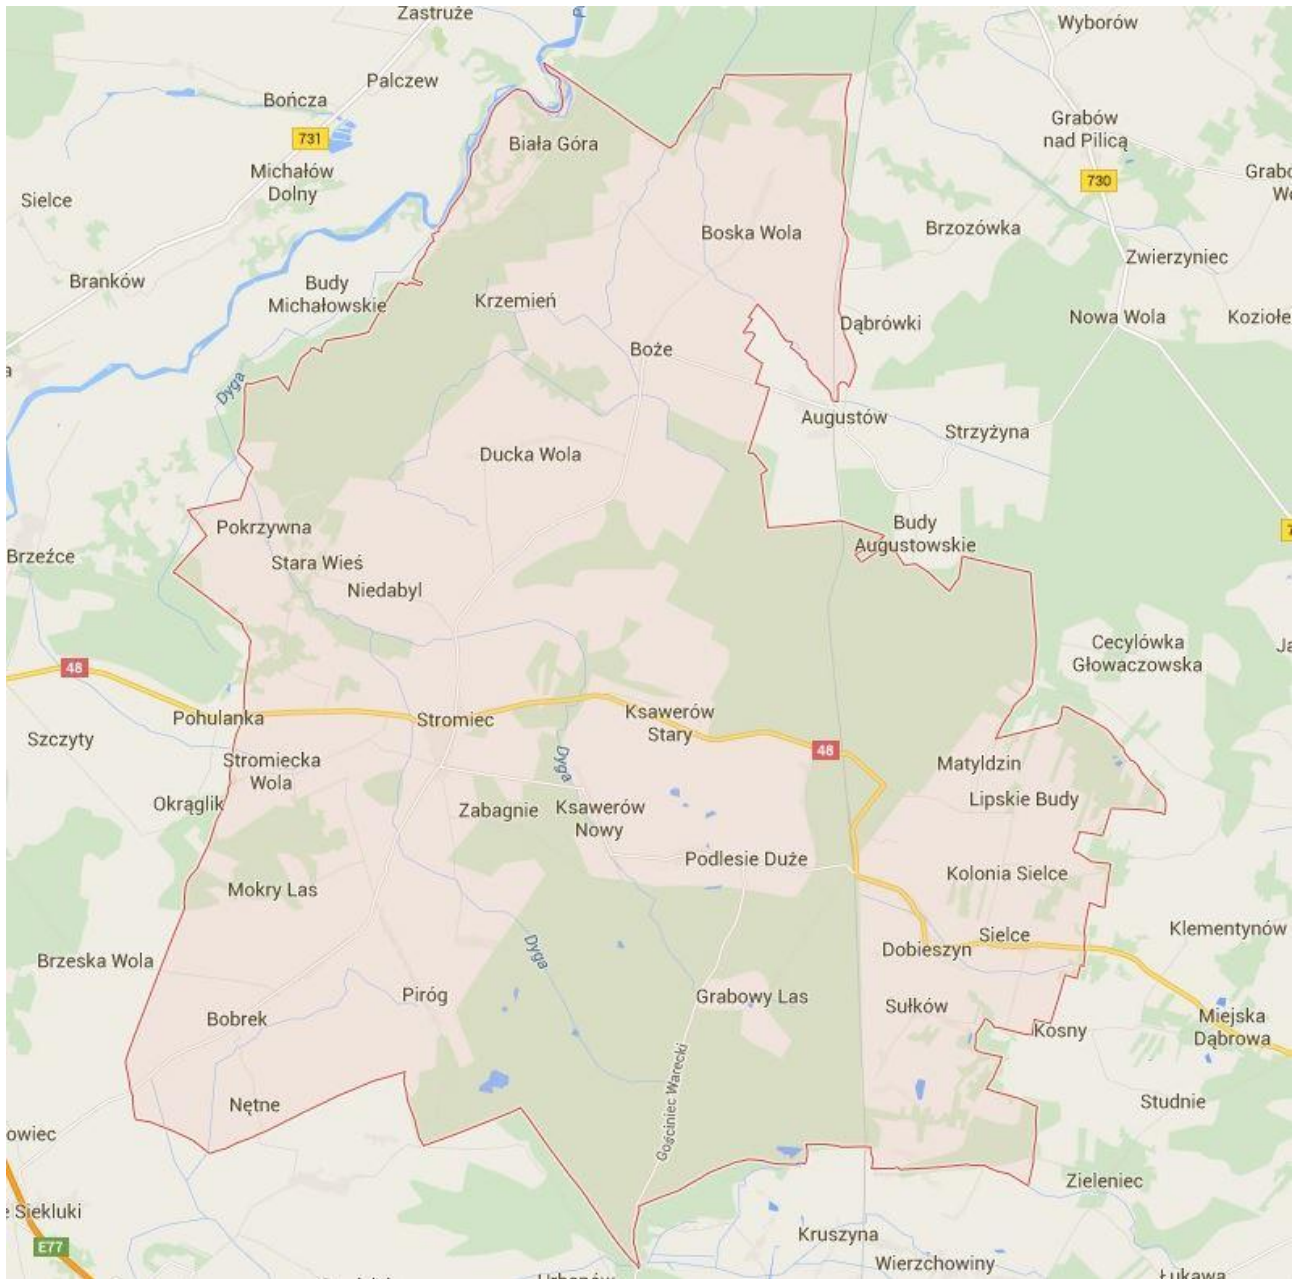 Zastruże
Wyborów
Palczew
Bończa
731
Grabów
nad Pilicą
Biała Góra
Michałów
Dolny
730
Sielce
Boska Wola
Brzozówka
Zwierzyniec
Branków
Budy
Michałowskie
Krzemień
Dąbrówki
Nowa Wola
Boże
Dyga
Augustów
Strzyżyna
Ducka Wola
Pokrzywna
Budy
Augustowskie
Brzeźce
Stara Wieś
Niedabyl
Cecylówka
Głowaczowska
48
Pohulanka
Stromiec
Ksawerów
Stary
Szczyty
48
Stromiecka
Wola
Dyga
Matyldzin
Okrąglik
Zabagnie
Ksawerów
Nowy
Lipskie Budy
Podlesie Duże
Kolonia Sielce
Mokry Las
Klementynów
Sielce
Dobieszyn
Brzeska Wola
Dyga
Piróg
Grabowy Las
Sułków
Bobrek
Kosny
Miejska
Dąbrowa
Gościniec Warecki
Nętne
Studnie
owiec
Zieleniec
Siekluki
E77
Kruszyna
Wierzchowiny